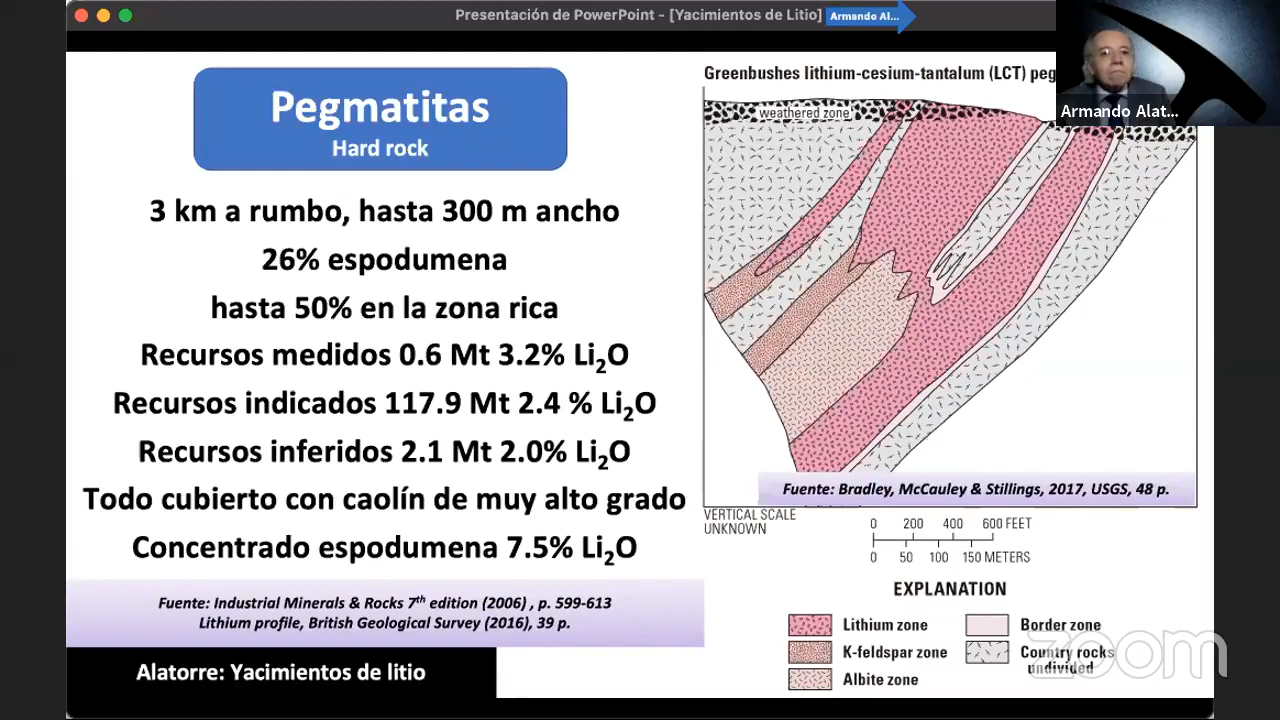 Presentación de PowerPoint - [Yacimientos de Litio]
Armando Al...
Armando Alat...
Pegmatitas
Hard rock
3 km a rumbo, hasta 300 m ancho
26% espodumena
hasta 50% en la zona rica
Recursos medidos 0.6 Mt 3.2% Li₂O
Recursos indicados 117.9 Mt 2.4 % Li₂O
Recursos inferidos 2.1 Mt 2.0% Li₂O
Todo cubierto con caolín de muy alto grado
Concentrado espodumena 7.5% Li₂O
Fuente: Industrial Minerals & Rocks 7th edition (2006) , p. 599-613
Lithium profile, British Geological Survey (2016), 39 p.
Alatorre: Yacimientos de litio
Greenbushes lithium-cesium-tantalum (LCT)
weathered zone
Fuente: Bradley, McCauley & Stillings, 2017, USGS, 48 p.
VERTICAL SCALE
UNKNOWN
0 200 400 600 FEET
0 50 100 150 METERS
EXPLANATION
Lithium zone
K-feldspar zone
Albite zone
Border zone
Country rocks
undivided
zoom